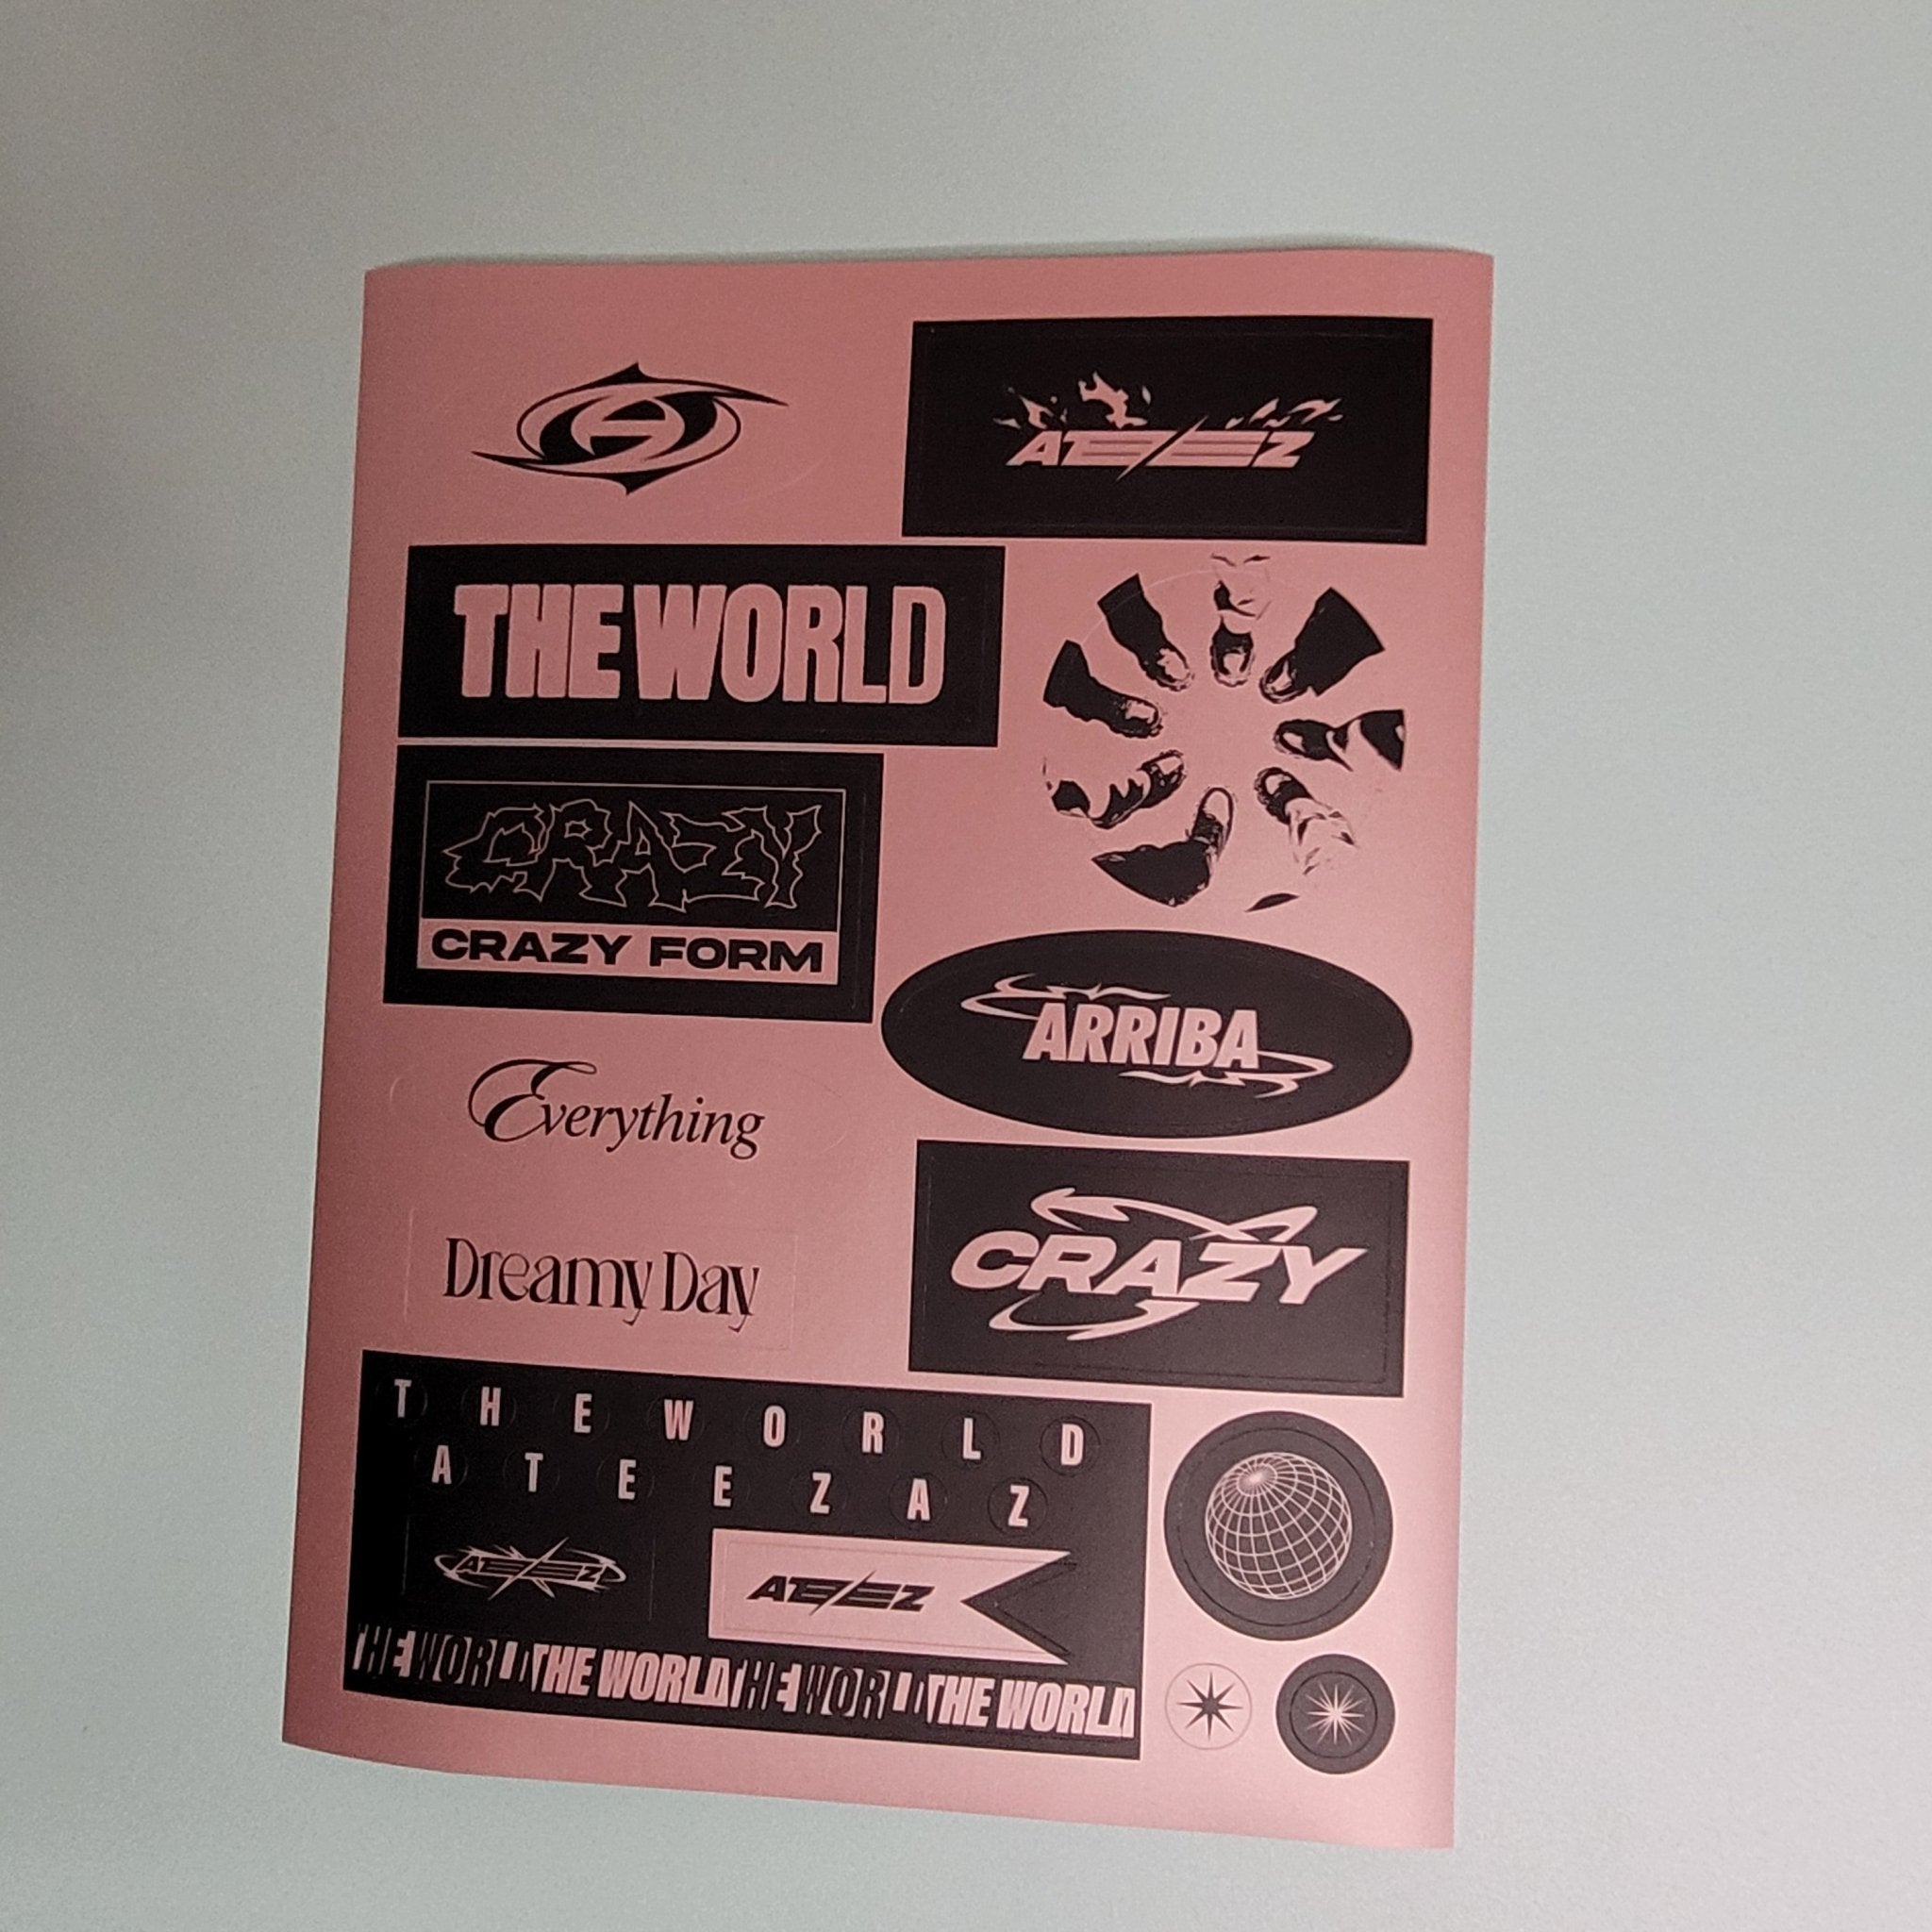 ATEEZ
THE WORLD
CRAZY
CRAZY FORM
ARRIBA
Everything
CRAZY
Dreamy Day
T H E W O R L D
A T E E Z A Z
ATEEZ
ATEEZ
THE WORLD THE WORLD THE WORLD THE WORLD